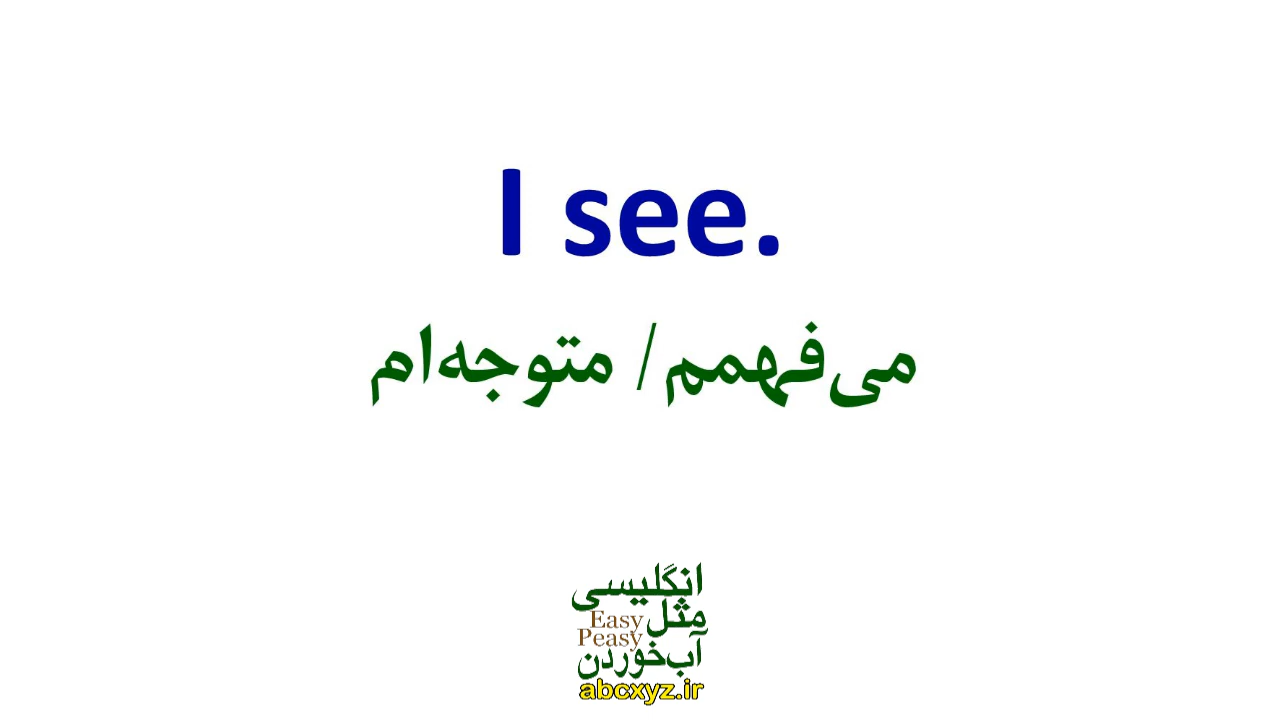 I see.
می‌فهمم/ متوجه‌ام
انگلیسی
مثل
Easy
Peasy
آب‌خوردن
abcxyz.ir